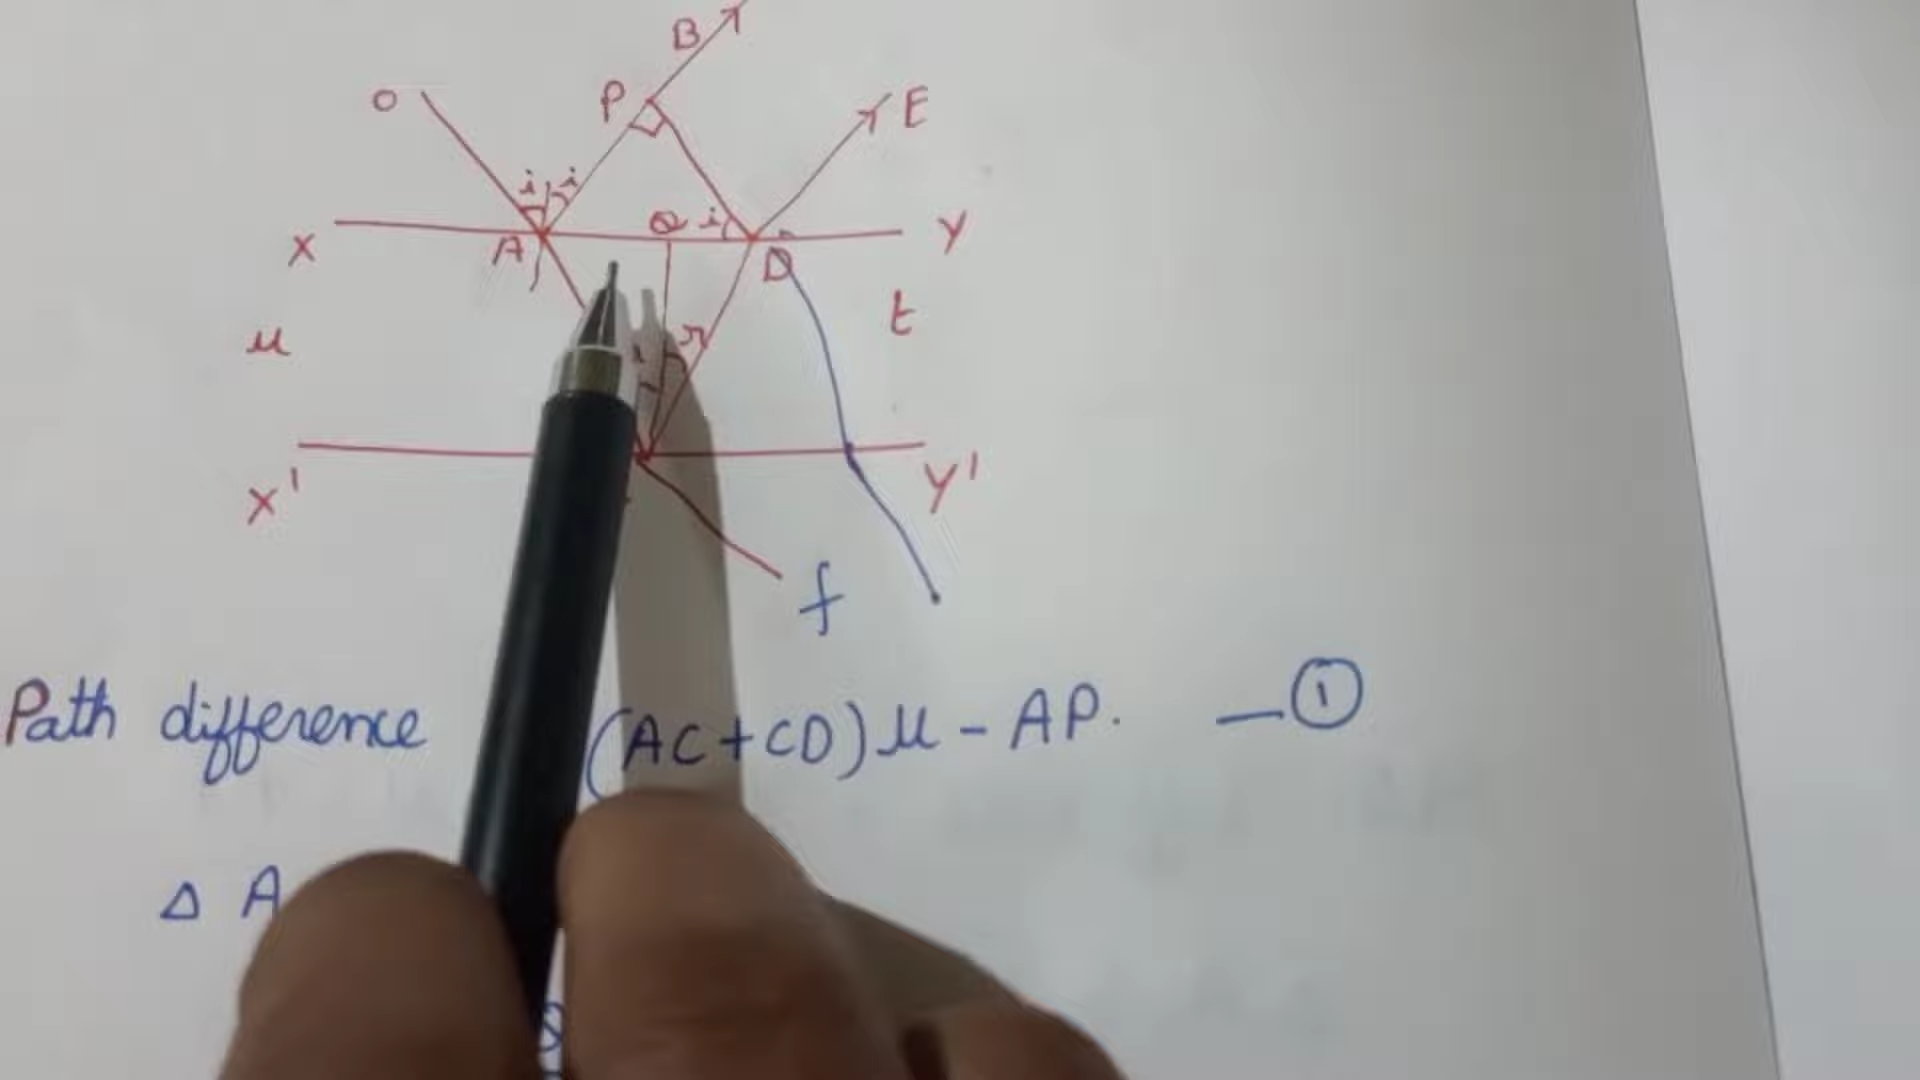 B
O P E
i i
X A Q i D Y
μ r t
X' Y'
f
Path difference (AC+CD)μ - AP. — ①
Δ A